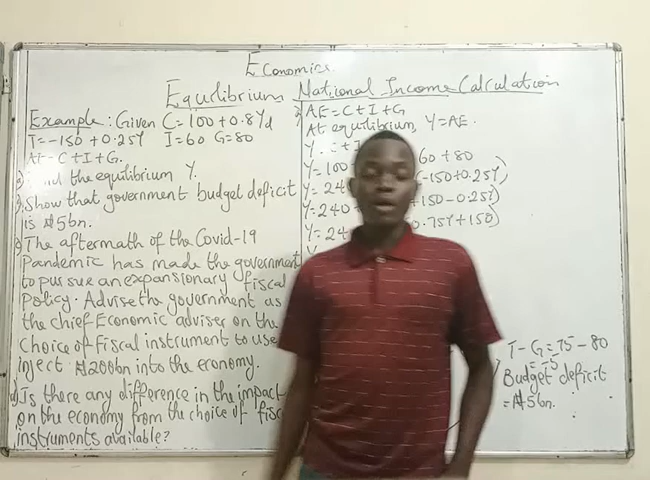 Economics
Equilibrium National Income Calculation
Example: Given C=100+0.8Yd
T=-150+0.25Y I=60 G=80
AE=C+I+G.
the equilibrium Y.
Show that government budget deficit
is ₦5bn.
The aftermath of the Covid-19
Pandemic has made the government
to pursue an expansionary fiscal
Policy. Advise the government as
the chief Economic adviser on the
choice of fiscal instrument to use
inject ₦200bn into the economy.
d) Is there any difference in the impact
on the economy from the choice of fisc
instruments available?
AE=C+I+G
At equilibrium, Y=AE.
Y
Y=100 60+80
Y=24 (-150+0.25Y)
Y=240 +150-0.25Y)
Y=24 0.75Y+150)
T-G=75-80
=-5
Budget deficit
=₦5bn.